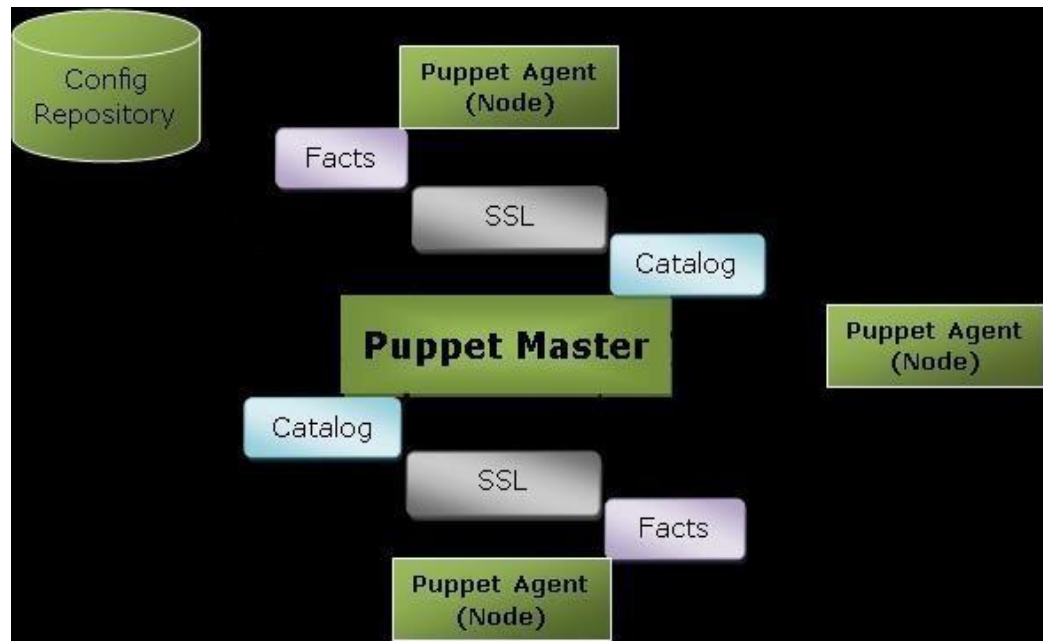 Config
Repository
Puppet Agent
(Node)
Facts
SSL
Catalog
Puppet Master
Puppet Agent
(Node)
Catalog
SSL
Facts
Puppet Agent
(Node)